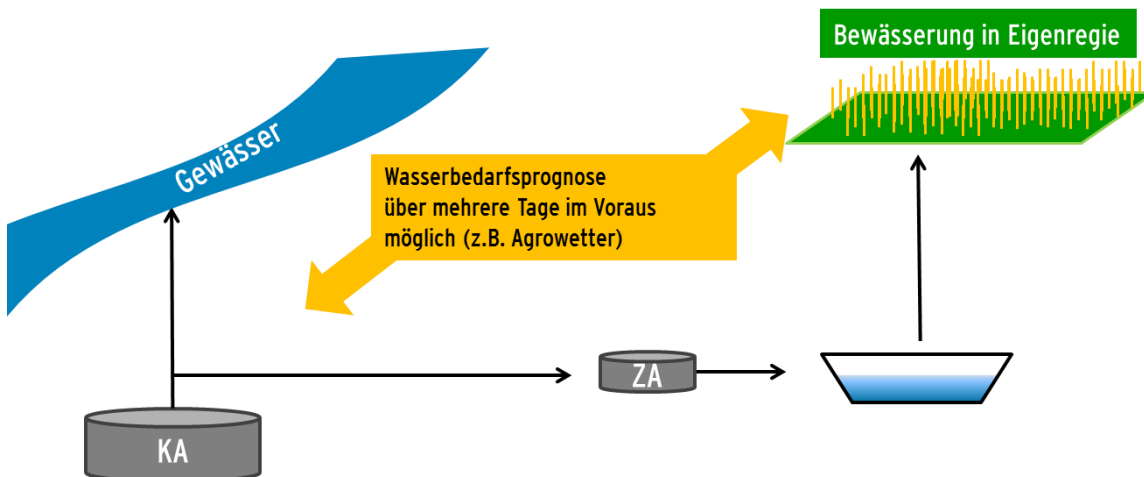 Bewässerung in Eigenregie
Gewässer
Wasserbedarfsprognose
über mehrere Tage im Voraus
möglich (z.B. Agrowetter)
ZA
KA